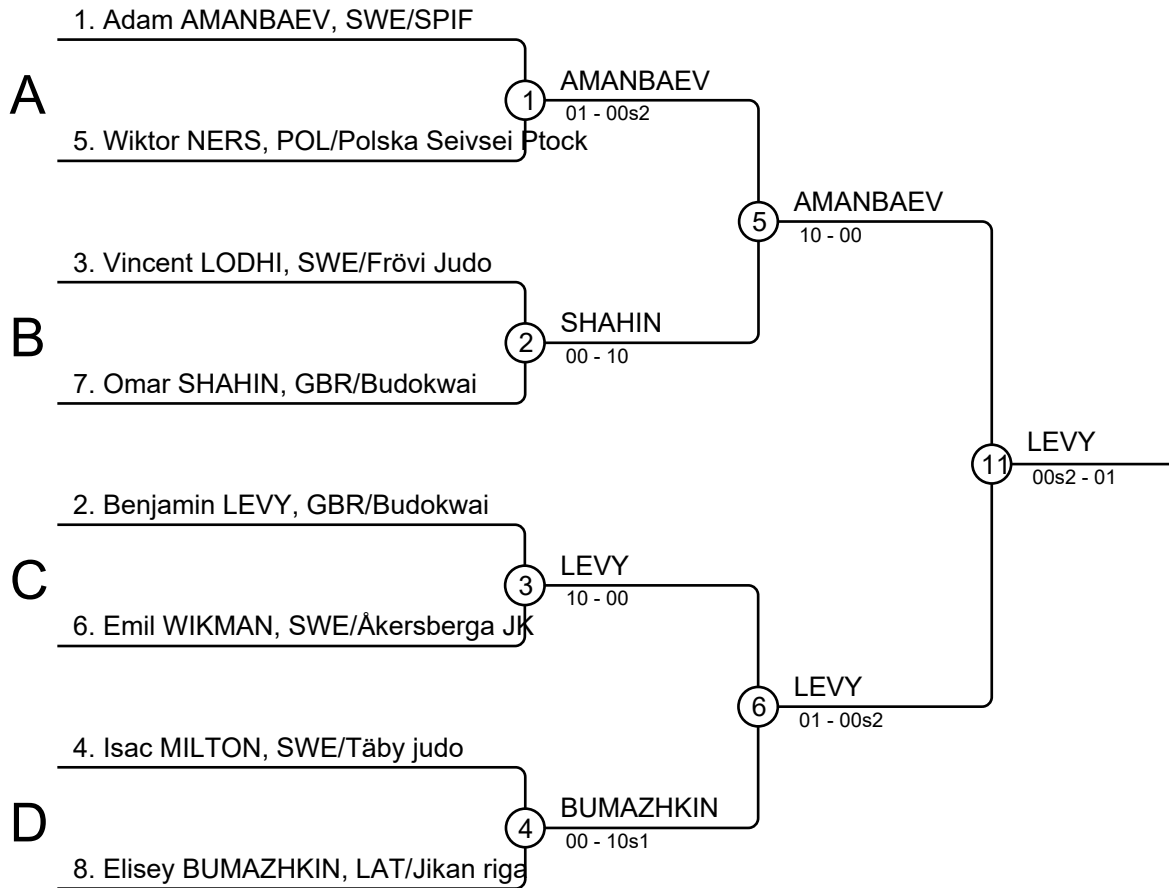 1. Adam AMANBAEV, SWE/SPIF
A
1
AMANBAEV
01 - 00s2
5. Wiktor NERS, POL/Polska Seivsei Ptock
5
AMANBAEV
10 - 00
3. Vincent LODHI, SWE/Frövi Judo
B
2
SHAHIN
00 - 10
7. Omar SHAHIN, GBR/Budokwai
11
LEVY
00s2 - 01
2. Benjamin LEVY, GBR/Budokwai
C
3
LEVY
10 - 00
6. Emil WIKMAN, SWE/Åkersberga JK
6
LEVY
01 - 00s2
4. Isac MILTON, SWE/Täby judo
D
4
BUMAZHKIN
00 - 10s1
8. Elisey BUMAZHKIN, LAT/Jikan riga